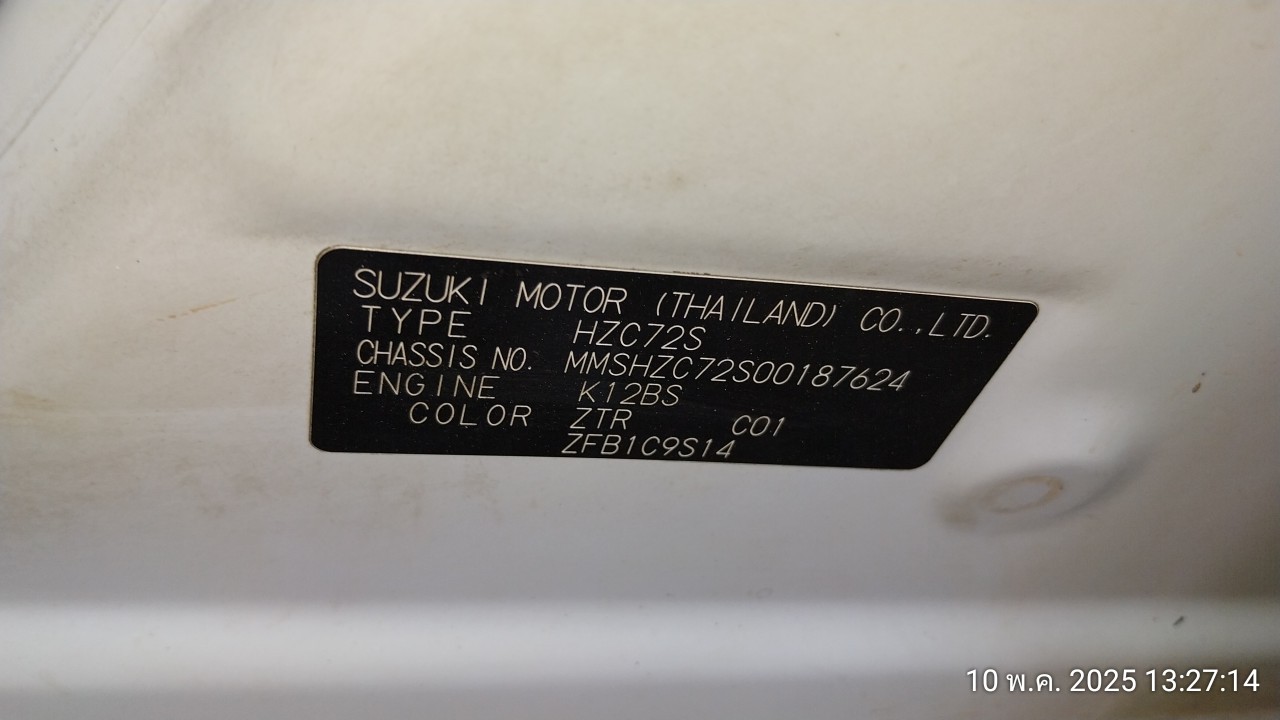 SUZUKI MOTOR (THAILAND) CO.,LTD.
TYPE HZC72S
CHASSIS NO. MMSHZC72S00187624
ENGINE K12BS
COLOR ZTR C01
ZFB1C9S14
10 พ.ค. 2025 13:27:14